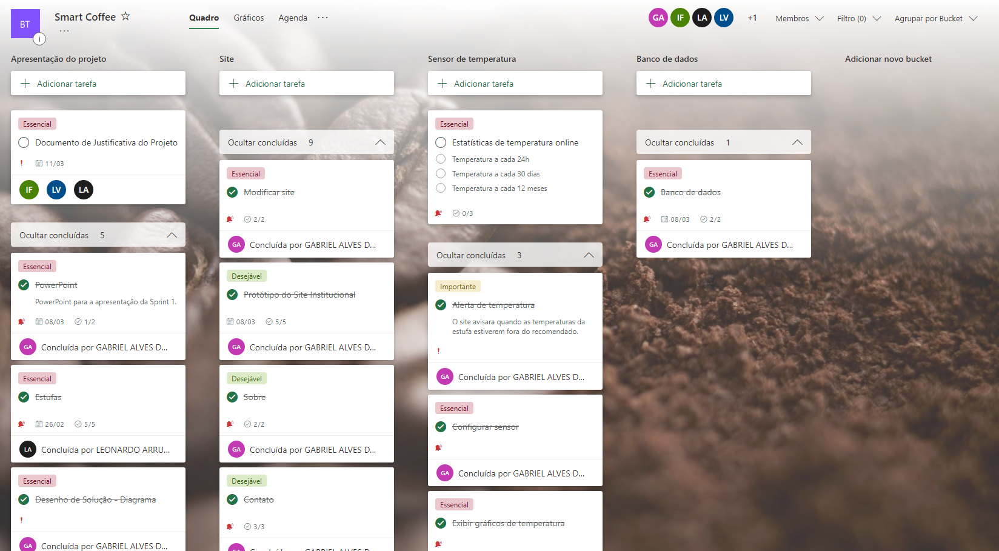 BT
i
Smart Coffee
...
Quadro
Gráficos
Agenda
...
GA
IF
LA
LV
+1
Membros
Filtro (0)
Agrupar por Bucket
Apresentação do projeto
Adicionar tarefa
Essencial
Documento de Justificativa do Projeto
! 11/03
IF LV LA
Ocultar concluídas 5
Essencial
PowerPoint
PowerPoint para a apresentação da Sprint 1.
08/03 1/2
GA Concluída por GABRIEL ALVES D...
Essencial
Estufas
26/02 5/5
LA Concluída por LEONARDO ARRU...
Essencial
Desenho de Solução - Diagrama
!
GA Concluída por GABRIEL ALVES D...
Site
Adicionar tarefa
Ocultar concluídas 9
Essencial
Modificar site
2/2
GA Concluída por GABRIEL ALVES D...
Desejável
Protótipo do Site Institucional
08/03 5/5
GA Concluída por GABRIEL ALVES D...
Desejável
Sobre
2/2
GA Concluída por GABRIEL ALVES D...
Desejável
Contato
3/3
GA Concluída por GABRIEL ALVES D...
Sensor de temperatura
Adicionar tarefa
Essencial
Estatísticas de temperatura online
Temperatura a cada 24h
Temperatura a cada 30 dias
Temperatura a cada 12 meses
0/3
Ocultar concluídas 3
Importante
Alerta de temperatura
O site avisara quando as temperaturas da
estufa estiverem fora do recomendado.
!
GA Concluída por GABRIEL ALVES D...
Essencial
Configurar sensor
GA Concluída por GABRIEL ALVES D...
Essencial
Exibir gráficos de temperatura
Banco de dados
Adicionar tarefa
Ocultar concluídas 1
Essencial
Banco de dados
08/03 2/2
GA Concluída por GABRIEL ALVES D...
Adicionar novo bucket